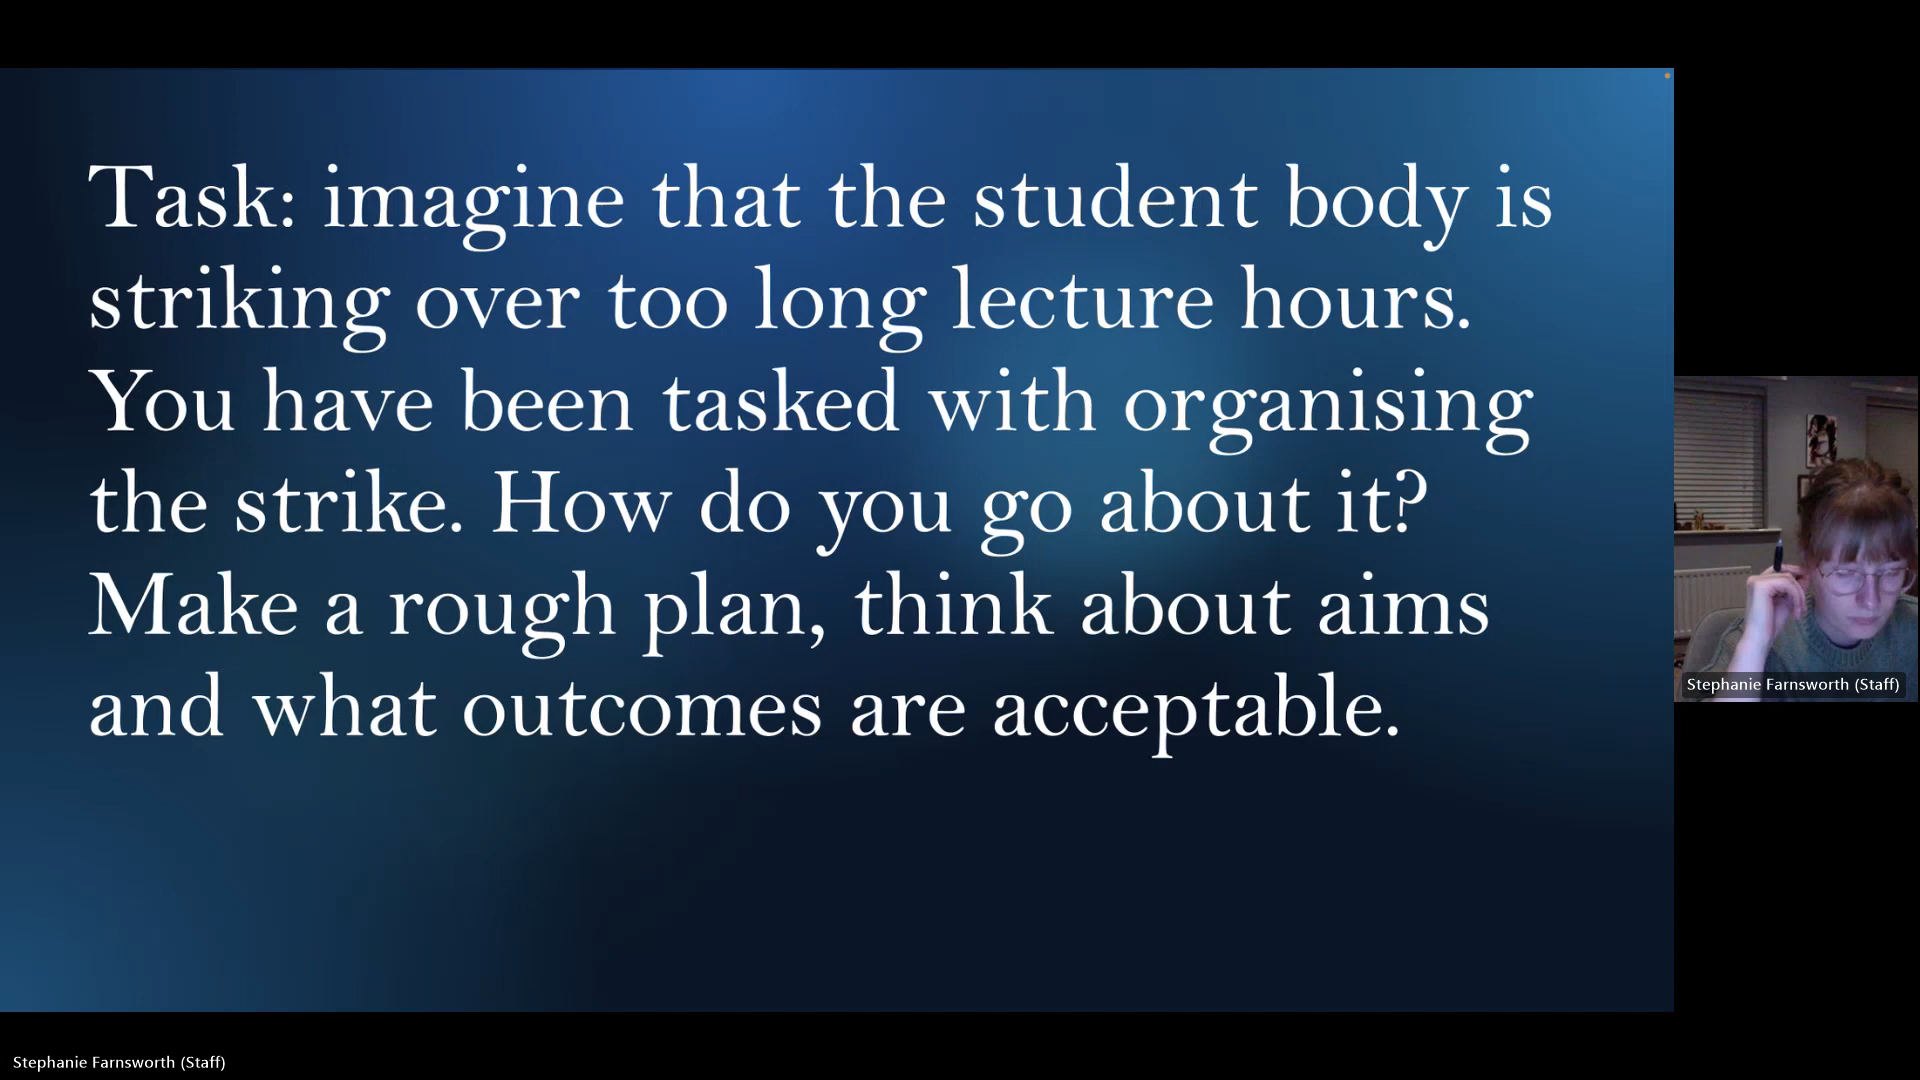 Task: imagine that the student body is
striking over too long lecture hours.
You have been tasked with organising
the strike. How do you go about it?
Make a rough plan, think about aims
and what outcomes are acceptable.
Stephanie Farnsworth (Staff)
Stephanie Farnsworth (Staff)